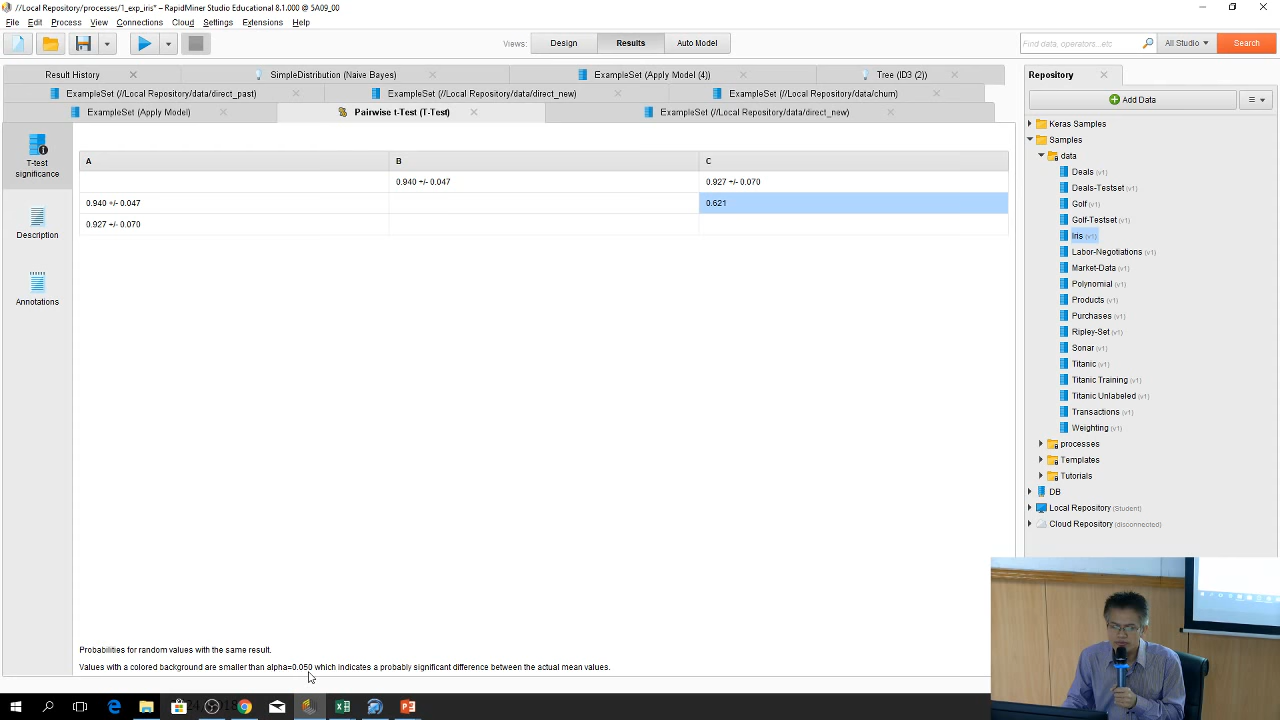 //Local Repository/processes/1_exp_iris* – RapidMiner Studio Educational 8.1.000 @ SA09_00
File Edit Process View Connections Cloud Settings Extensions Help
Views: Design Results Auto Model
Find data, operators...etc All Studio Search
Result History SimpleDistribution (Naive Bayes) ExampleSet (Apply Model (4)) Tree (ID3 (2))
ExampleSet (//Local Repository/data/direct_past) ExampleSet (//Local Repository/data/direct_new) ExampleSet (//Local Repository/data/churn)
ExampleSet (Apply Model) Pairwise t-Test (T-Test) ExampleSet (//Local Repository/data/direct_new)
T-test
significance
Description
Annotations
A B C
0.940 +/- 0.047 0.927 +/- 0.070
0.940 +/- 0.047 0.621
0.927 +/- 0.070
Probabilities for random values with the same result.
Values with a colored background are smaller than alpha=0.050 which indicates a probably significant difference between the actual mean values.
Repository
Add Data
Keras Samples
Samples
data
Deals (v1)
Deals-Testset (v1)
Golf (v1)
Golf-Testset (v1)
Iris (v1)
Labor-Negotiations (v1)
Market-Data (v1)
Polynomial (v1)
Products (v1)
Purchases (v1)
Ripley-Set (v1)
Sonar (v1)
Titanic (v1)
Titanic Training (v1)
Titanic Unlabeled (v1)
Transactions (v1)
Weighting (v1)
processes
Templates
Tutorials
DB
Local Repository (Student)
Cloud Repository (disconnected)